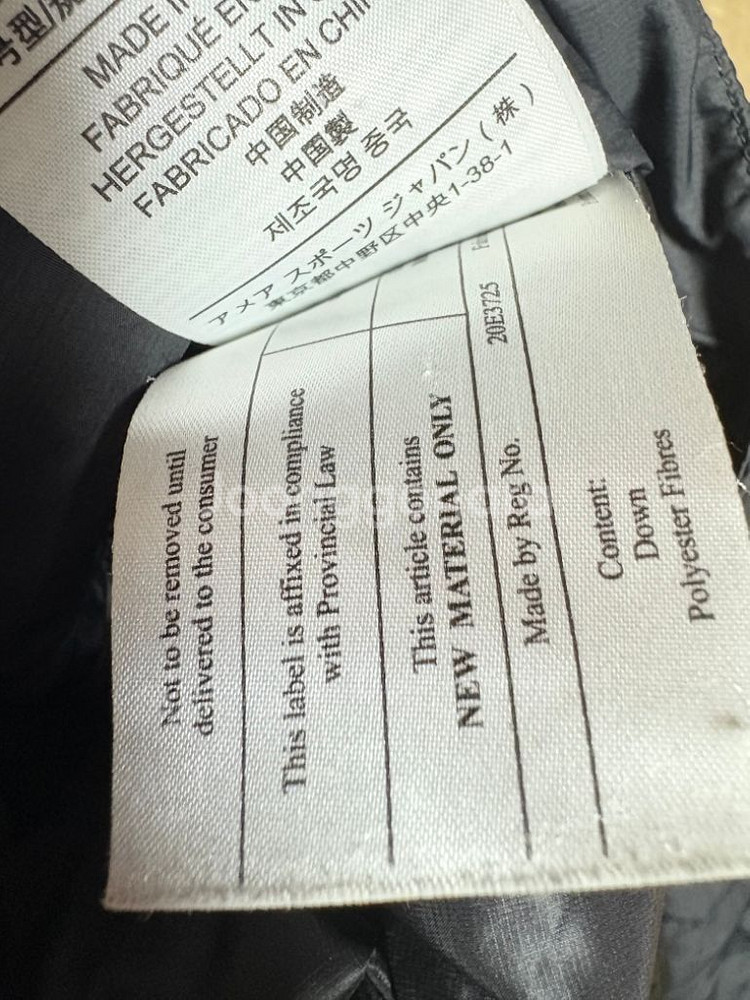 号型/
MADE IN
FABRIQUÉ EN
HERGESTELLT IN
FABRICADO EN CHI
中国制造
中国製
제조국명 중국
アメア スポーツ ジャパン(株)
東京都中野区中央1-38-1
Not to be removed until
delivered to the consumer
This label is affixed in compliance
with Provincial Law
This article contains
NEW MATERIAL ONLY
Made by Reg No.
20E3725
Content:
Down
Polyester Fibres